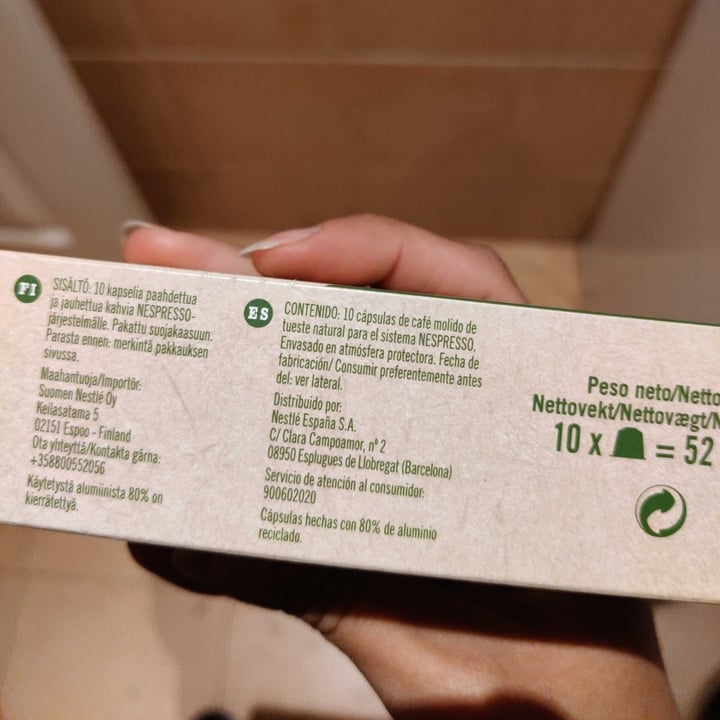 FI
SISÄLTÖ: 10 kapselia paahdettua
ja jauhettua kahvia NESPRESSO-
järjestelmälle. Pakattu suojakaasuun.
Parasta ennen: merkintä pakkauksen
sivussa.
Maahantuoja/Importör:
Suomen Nestlé Oy
Keilasatama 5
02151 Espoo - Finland
Ota yhteyttä/Kontakta gärna:
+358800552056
Käytetystä alumiinista 80% on
kierrätettyä.
ES
CONTENIDO: 10 cápsulas de café molido de
tueste natural para el sistema NESPRESSO.
Envasado en atmósfera protectora. Fecha de
fabricación/ Consumir preferentemente antes
del: ver lateral.
Distribuido por:
Nestlé España S.A.
C/ Clara Campoamor, nº 2
08950 Esplugues de Llobregat (Barcelona)
Servicio de atención al consumidor:
900602020
Cápsulas hechas con 80% de aluminio
reciclado.
Peso neto/Netto
Nettovekt/Nettovægt/N
10 x = 52